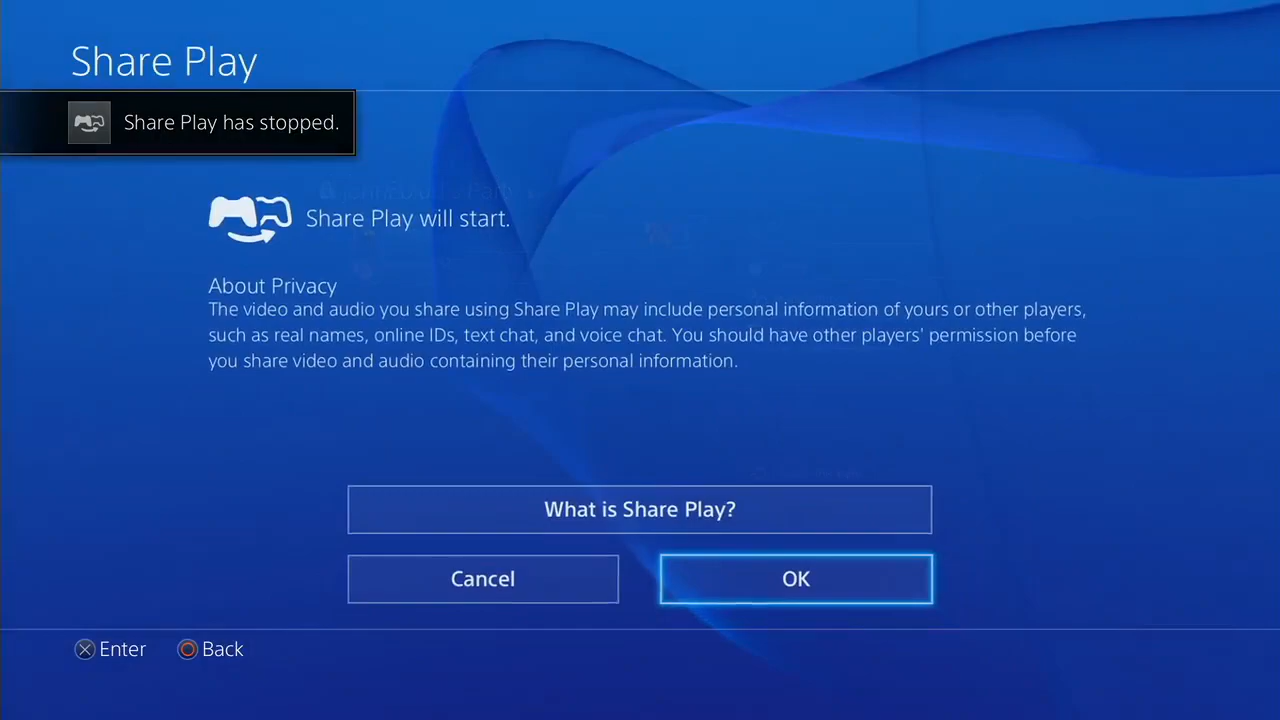 Share Play
Share Play has stopped.
Share Play will start.
About Privacy
The video and audio you share using Share Play may include personal information of yours or other players,
such as real names, online IDs, text chat, and voice chat. You should have other players' permission before
you share video and audio containing their personal information.
What is Share Play?
Cancel
OK
Enter
Back